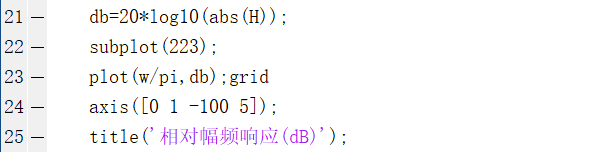 21 — db=20*log10(abs(H));
22 — subplot(223);
23 — plot(w/pi,db);grid
24 — axis([0 1 -100 5]);
25 — title('相对幅频响应(dB)');